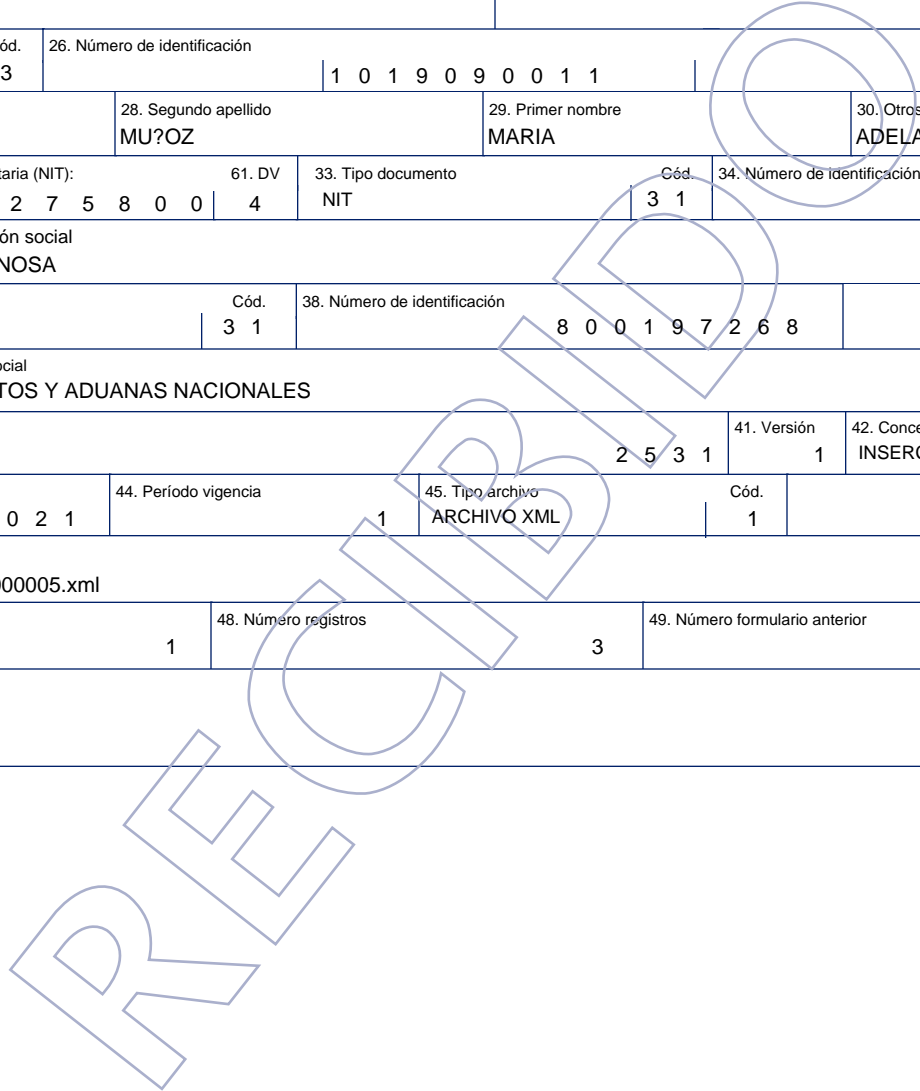 ód. 26. Número de identificación
3 1 0 1 9 0 9 0 0 1 1
28. Segundo apellido 29. Primer nombre 30. Otros
MU?OZ MARIA ADELA
taria (NIT): 61. DV 33. Tipo documento Cód. 34. Número de identificación
2 7 5 8 0 0 4 NIT 3 1
ón social
NOSA
Cód. 38. Número de identificación
3 1 8 0 0 1 9 7 2 6 8
ocial
TOS Y ADUANAS NACIONALES
41. Versión 42. Conce
2 5 3 1 1 INSERC
44. Período vigencia 45. Tipo archivo Cód.
0 2 1 1 ARCHIVO XML 1
000005.xml
48. Número registros 49. Número formulario anterior
1 3
RECIBIDO